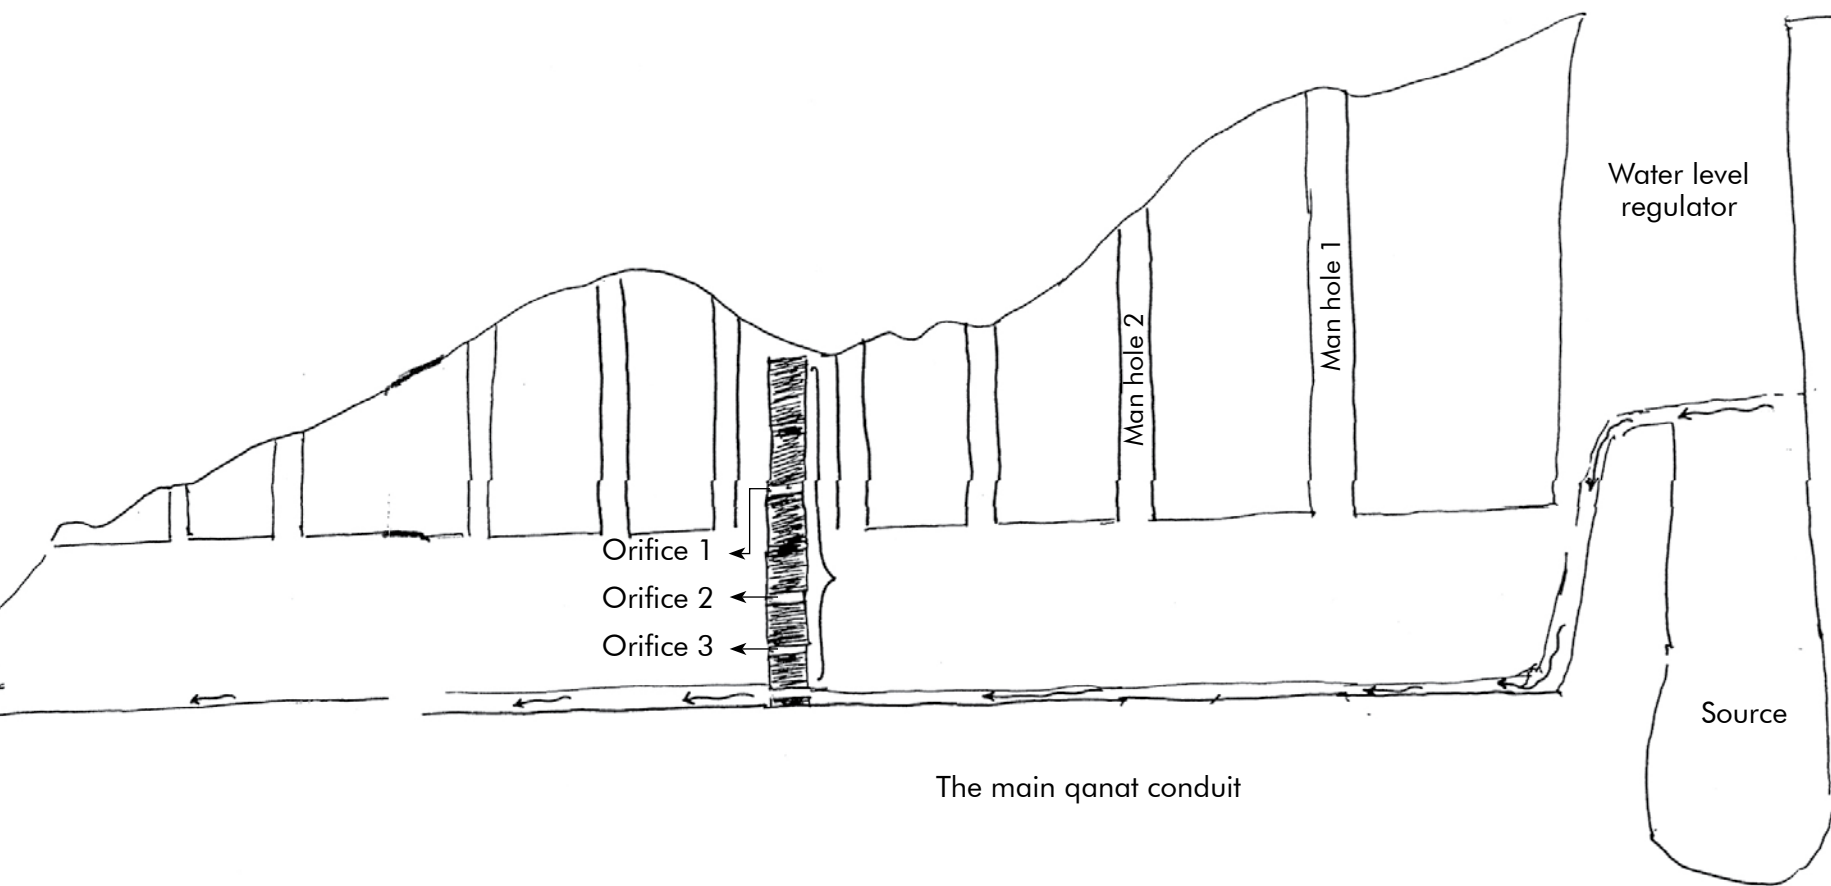 Water level
regulator
Man hole 1
Man hole 2
Orifice 1
Orifice 2
Orifice 3
Source
The main qanat conduit